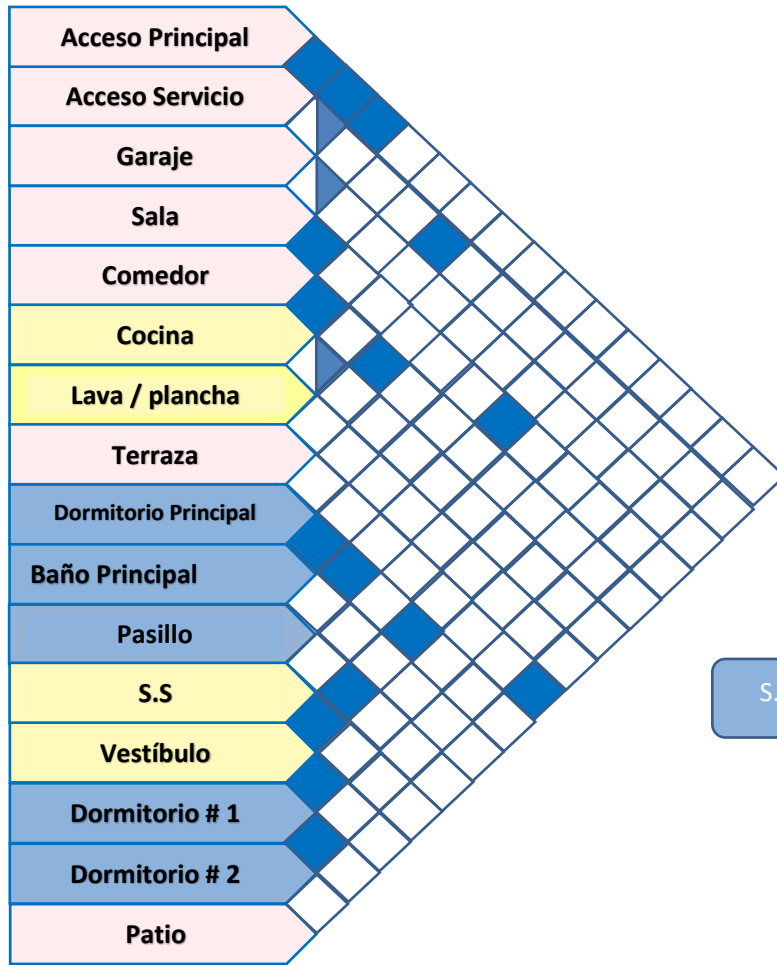 Acceso Principal
Acceso Servicio
Garaje
Sala
Comedor
Cocina
Lava / plancha
Terraza
Dormitorio Principal
Baño Principal
Pasillo
S.S
Vestíbulo
Dormitorio # 1
Dormitorio # 2
Patio
S.